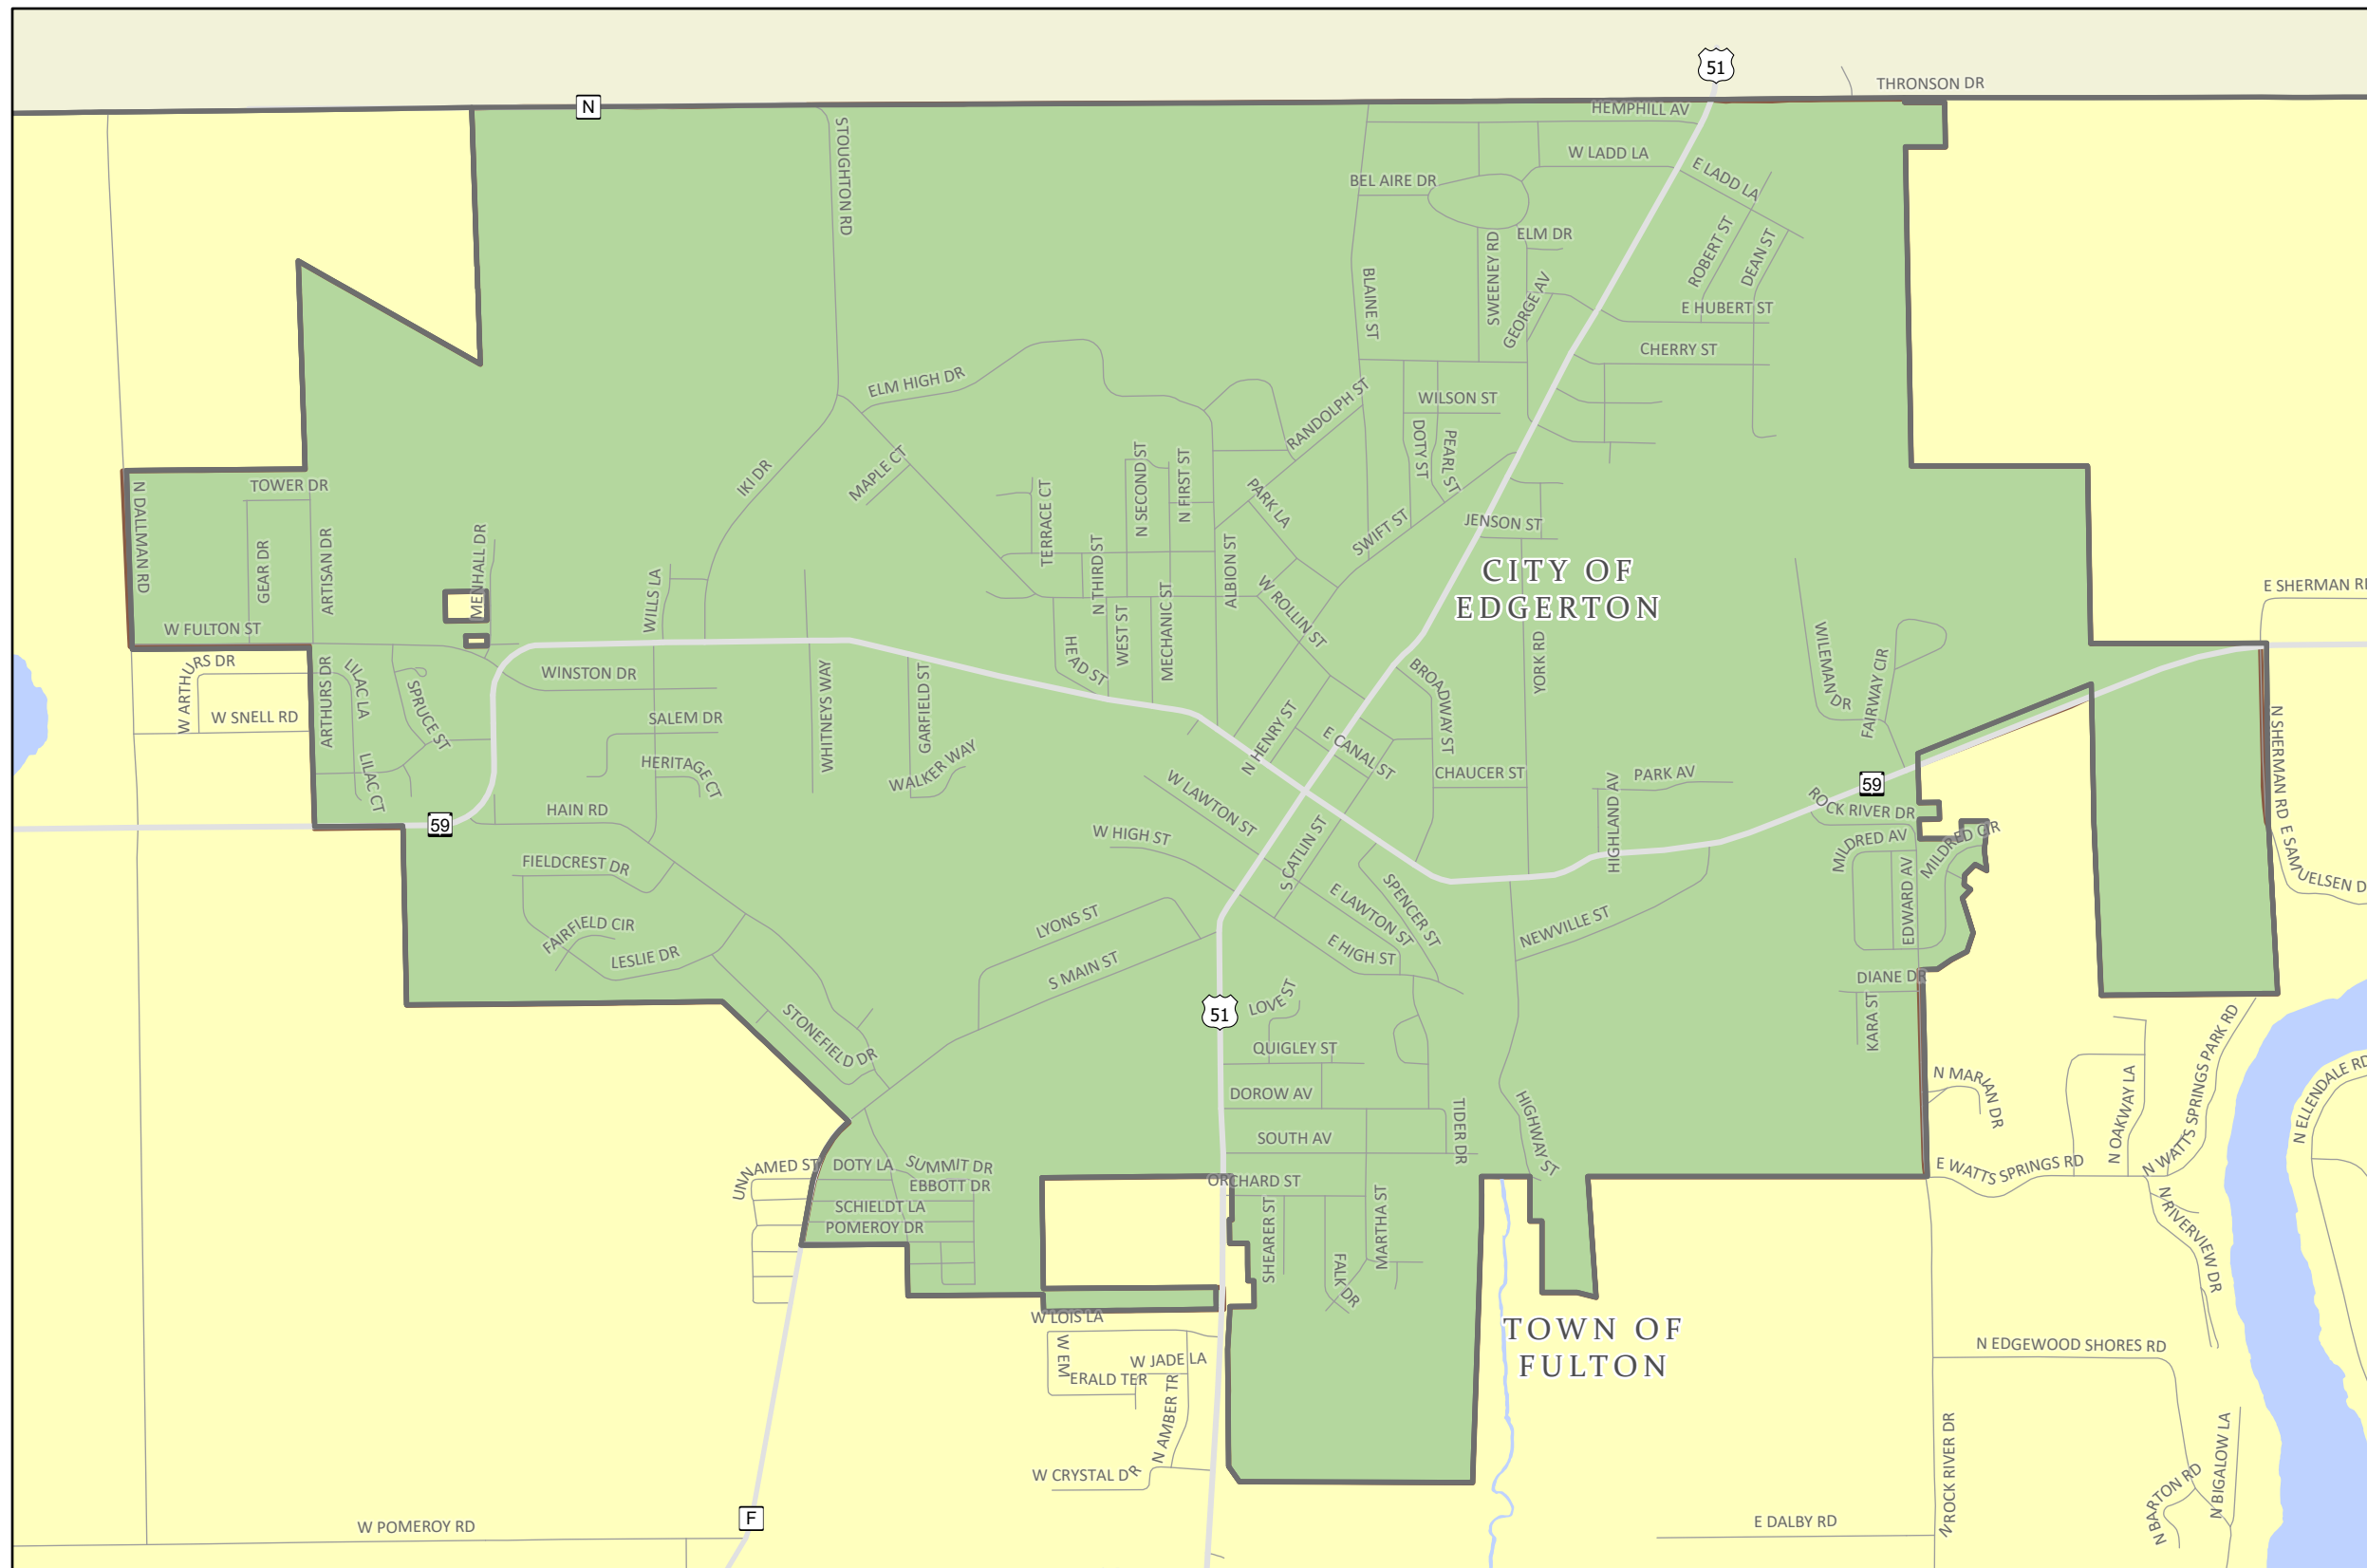 51
THRONSON DR
N
HEMPHILL AV
STOUGHTON RD
W LADD LA
E LADD LA
BEL AIRE DR
ELM DR
SWEENEY RD
ROBERT ST
DEAN ST
BLAINE ST
GEORGE AV
E HUBERT ST
CHERRY ST
ELM HIGH DR
RANDOLPH ST
WILSON ST
DOTY ST
PEARL ST
IKI DR
MAPLE CT
N SECOND ST
N FIRST ST
TERRACE CT
PARK LA
SWIFT ST
JENSON ST
N DALLMAN RD
TOWER DR
GEAR DR
ARTISAN DR
MENHALL DR
WILLS LA
N THIRD ST
ALBION ST
CITY OF
EDGERTON
E SHERMAN RD
W FULTON ST
WEST ST
MECHANIC ST
W ROLLIN ST
HEAD ST
W ARTHURS DR
ARTHURS DR
LILAC LA
SPRUCE ST
WINSTON DR
WHITNEYS WAY
GARFIELD ST
BROADWAY ST
YORK RD
WILEMAN DR
FAIRWAY CIR
W SNELL RD
SALEM DR
N HENRY ST
E CANAL ST
N SHERMAN RD
LILAC CT
HERITAGE CT
WALKER WAY
CHAUCER ST
PARK AV
HIGHLAND AV
59
59
HAIN RD
W LAWTON ST
W HIGH ST
S CATLIN ST
ROCK RIVER DR
MILDRED AV
MILDRED CIR
EDWARD AV
E SAMUELSEN D
FIELDCREST DR
FAIRFIELD CIR
LESLIE DR
LYONS ST
S MAIN ST
E LAWTON ST
SPENCER ST
E HIGH ST
NEWVILLE ST
DIANE DR
KARA ST
STONEFIELD DR
51
LOVE ST
QUIGLEY ST
DOROW AV
SOUTH AV
TIDER DR
HIGHWAY ST
N MARIAN DR
N OAKWAY LA
N WATTS SPRINGS PARK RD
N ELLENDALE RD
E WATTS SPRINGS RD
UNNAMED ST
DOTY LA
SUMMIT DR
EBBOTT DR
SCHIELDT LA
POMEROY DR
ORCHARD ST
SHEARER ST
FALK DR
MARTHA ST
N RIVERVIEW DR
W LOIS LA
TOWN OF
FULTON
N EDGEWOOD SHORES RD
W EMERALD TER
W JADE LA
N AMBER TR
W CRYSTAL DR
N ROCK RIVER DR
N BARTON RD
N BIGALOW LA
F
W POMEROY RD
E DALBY RD